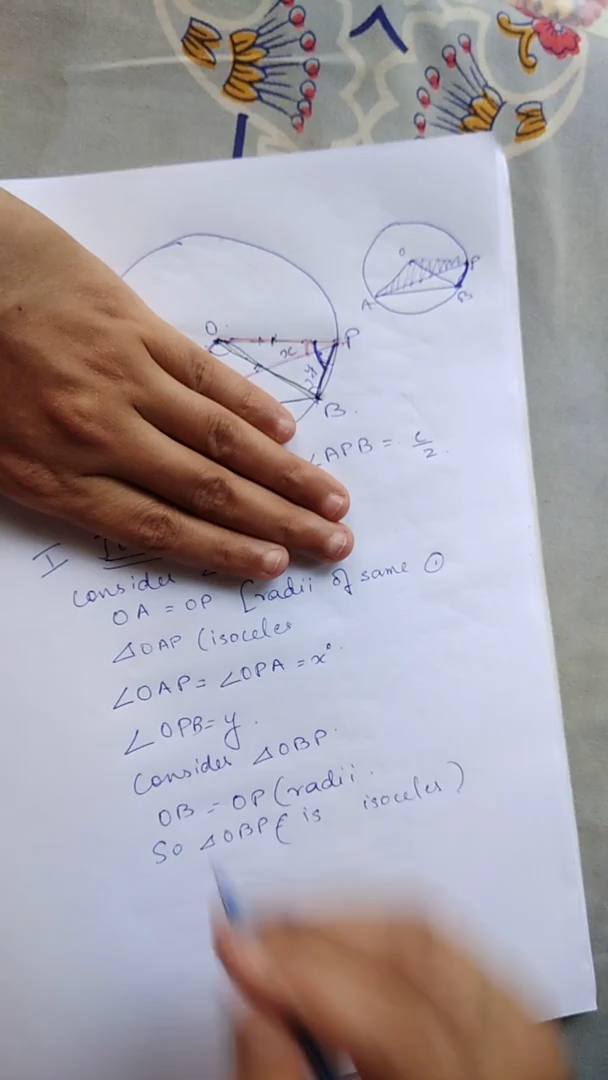 O
P
A
B
O
P
x
y
B
∠APB = c/2
I
Consider
OA = OP [radii of same ⊙
△OAP (isoceles
∠OAP = ∠OPA = x°
∠OPB = y.
Consider △OBP.
OB = OP (radii.
So △OBP ( is isoceles)